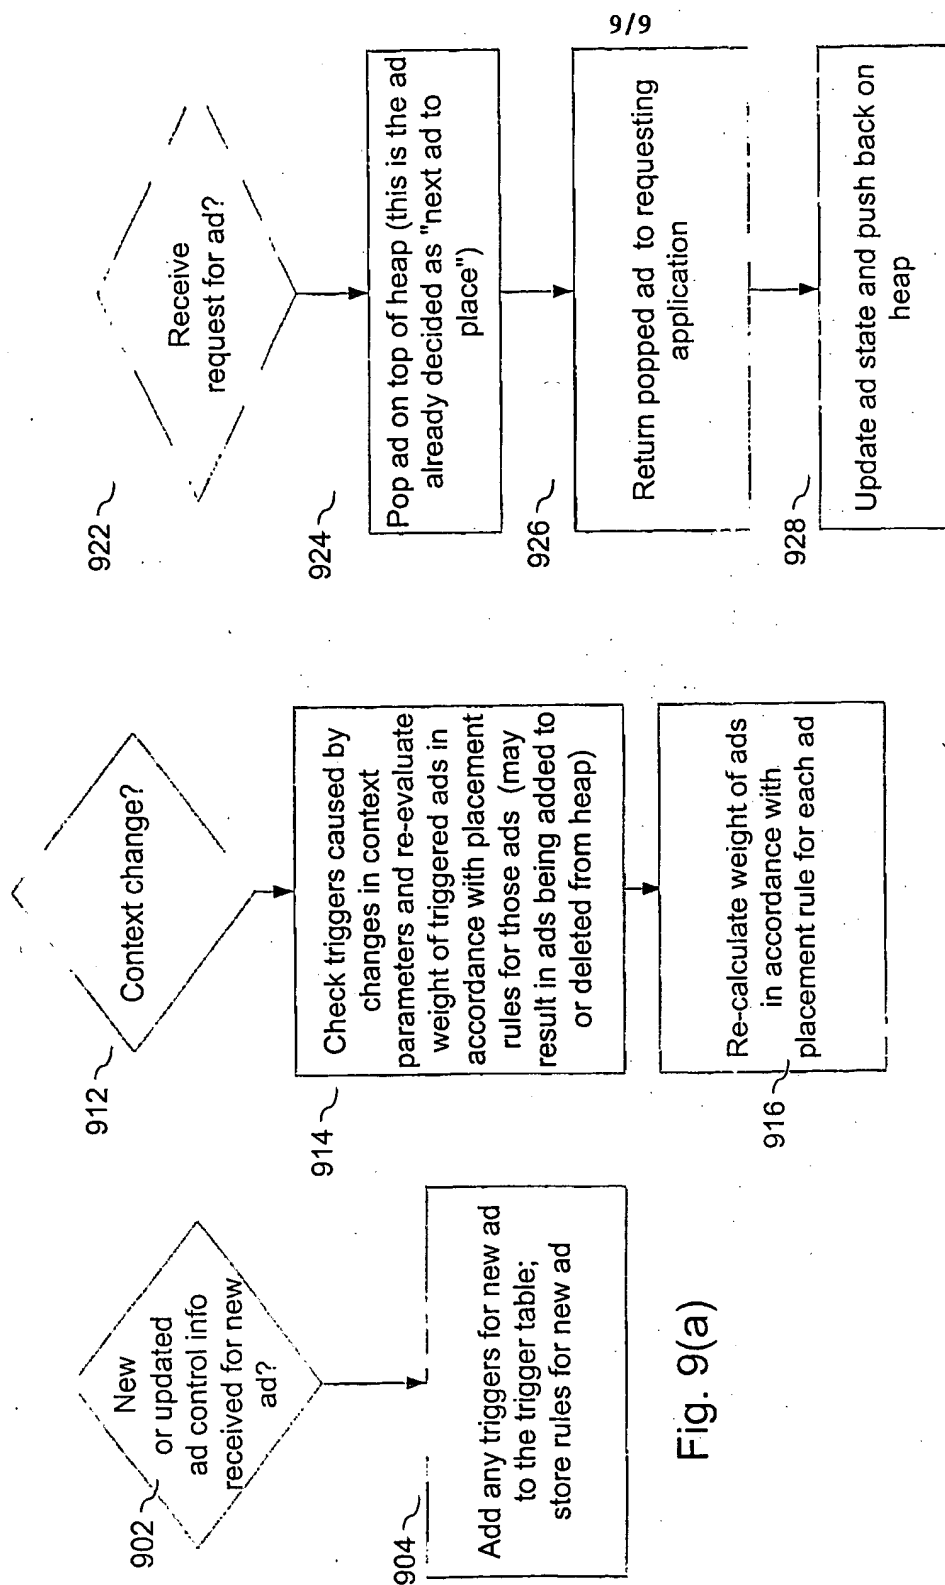 9/9
902
New
or updated
ad control info
received for new
ad?
904
Add any triggers for new ad
to the trigger table;
store rules for new ad
912
Context change?
914
Check triggers caused by
changes in context
parameters and re-evaluate
weight of triggered ads in
accordance with placement
rules for those ads (may
result in ads being added to
or deleted from heap)
916
Re-calculate weight of ads
in accordance with
placement rule for each ad
922
Receive
request for ad?
924
Pop ad on top of heap (this is the ad
already decided as "next ad to
place")
926
Return popped ad to requesting
application
928
Update ad state and push back on
heap
Fig. 9(a)